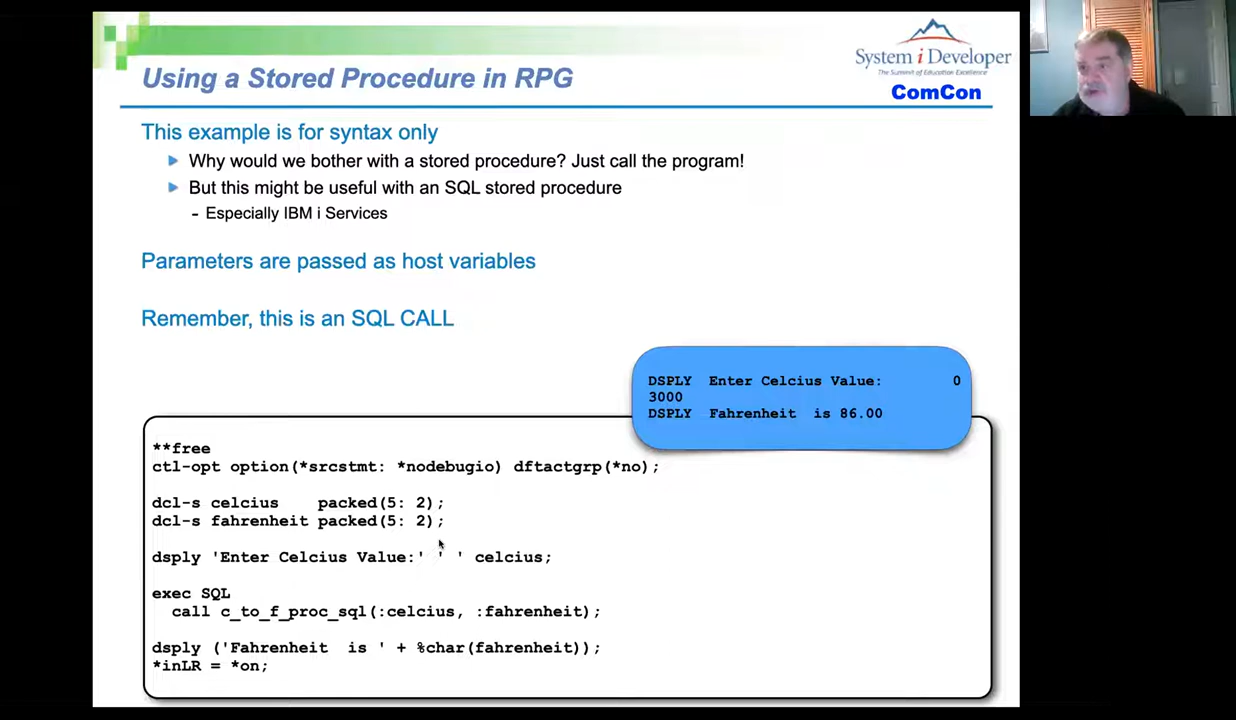 System i Developer
The Summit of Education Excellence
ComCon
Using a Stored Procedure in RPG
This example is for syntax only
Why would we bother with a stored procedure? Just call the program!
But this might be useful with an SQL stored procedure
- Especially IBM i Services
Parameters are passed as host variables
Remember, this is an SQL CALL
DSPLY  Enter Celcius Value:         0
3000
DSPLY  Fahrenheit  is 86.00
**free
ctl-opt option(*srcstmt: *nodebugio) dftactgrp(*no);
dcl-s celcius    packed(5: 2);
dcl-s fahrenheit packed(5: 2);
dsply 'Enter Celcius Value:' ' ' celcius;
exec SQL
  call c_to_f_proc_sql(:celcius, :fahrenheit);
dsply ('Fahrenheit  is ' + %char(fahrenheit));
*inLR = *on;